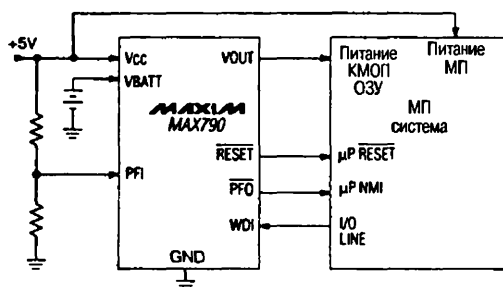 +5V
VCC
VBATT
PFI
VOUT
MAXIM
MAX790
RESET
PFO
WDI
GND
Питание
КМОП
ОЗУ
Питание
МП
МП
система
μP RESET
μP NMI
I/O
LINE